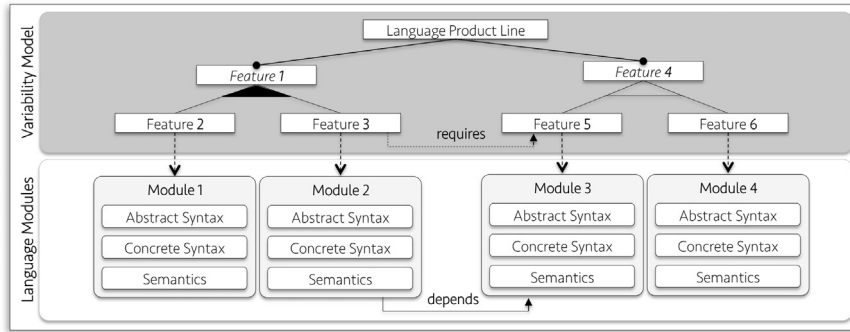 Variability Model
Language Product Line
Feature 1
Feature 4
Feature 2
Feature 3
requires
Feature 5
Feature 6
Language Modules
Module 1
Abstract Syntax
Concrete Syntax
Semantics
Module 2
Abstract Syntax
Concrete Syntax
Semantics
depends
Module 3
Abstract Syntax
Concrete Syntax
Semantics
Module 4
Abstract Syntax
Concrete Syntax
Semantics